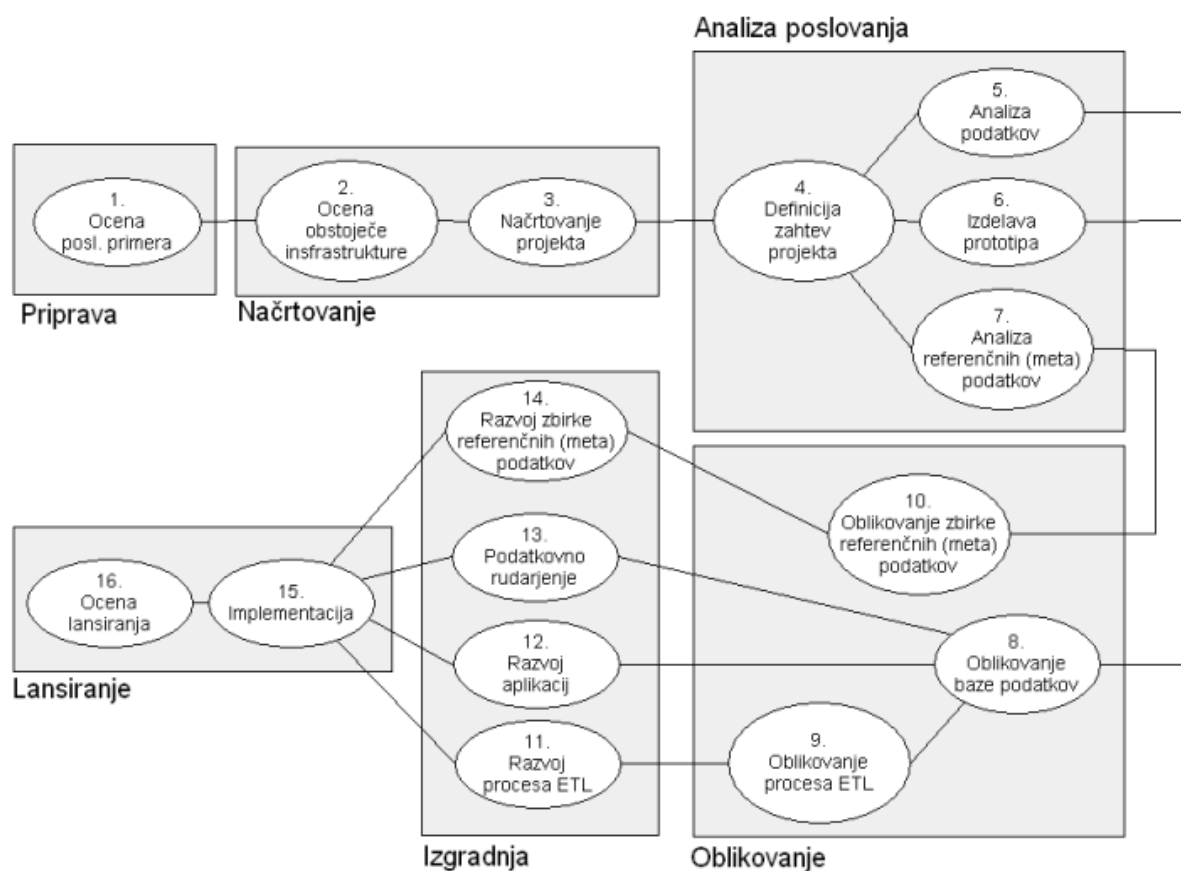 Analiza poslovanja
5.
Analiza
podatkov
1.
Ocena
posl. primera
2.
Ocena
obstoječe
insfrastrukture
3.
Načrtovanje
projekta
4.
Definicija
zahtev
projekta
6.
Izdelava
prototipa
7.
Analiza
referenčnih (meta)
podatkov
Priprava
Načrtovanje
14.
Razvoj zbirke
referenčnih (meta)
podatkov
10.
Oblikovanje zbirke
referenčnih (meta)
podatkov
13.
Podatkovno
rudarjenje
16.
Ocena
lansiranja
15.
Implementacija
12.
Razvoj
aplikacij
8.
Oblikovanje
baze podatkov
Lansiranje
11.
Razvoj
procesa ETL
9.
Oblikovanje
procesa ETL
Izgradnja
Oblikovanje